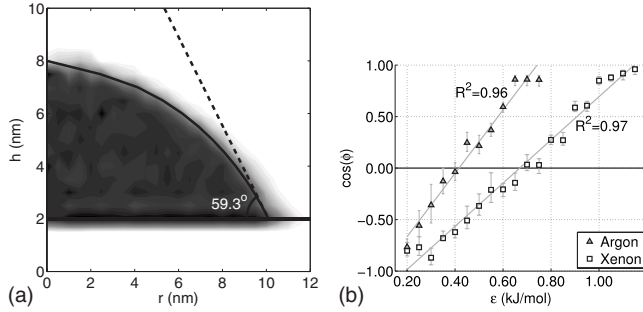 10
8
6
4
2
0
h (nm)
59.3°
0 2 4 6 8 10 12
r (nm)
(a)
1.00
0.50
0.00
-0.50
-1.00
cos(ϕ)
R²=0.96
R²=0.97
Argon
Xenon
0.20 0.40 0.60 0.80 1.00
ε (kJ/mol)
(b)